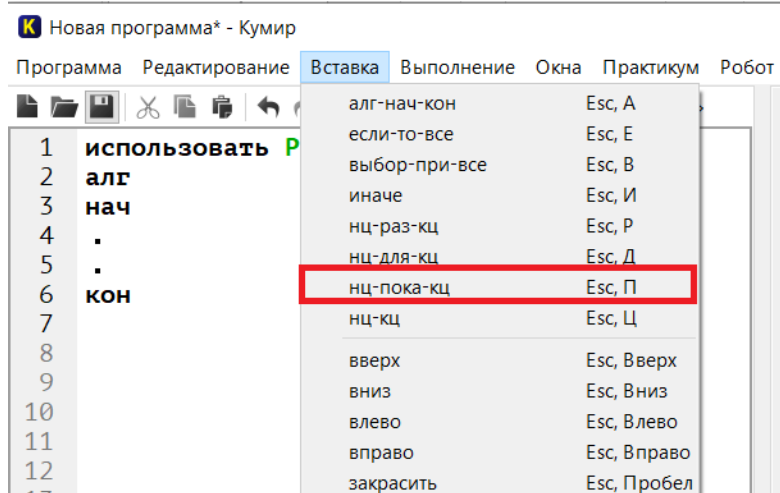 K Новая программа* - Кумир
Программа Редактирование Вставка Выполнение Окна Практикум Робот
алг-нач-кон Esc, А
если-то-все Esc, Е
выбор-при-все Esc, В
иначе Esc, И
нц-раз-кц Esc, Р
нц-для-кц Esc, Д
нц-пока-кц Esc, П
нц-кц Esc, Ц
вверх Esc, Вверх
вниз Esc, Вниз
влево Esc, Влево
вправо Esc, Вправо
закрасить Esc, Пробел
1 использовать Р
2 алг
3 нач
4 .
5 .
6 кон
7
8
9
10
11
12